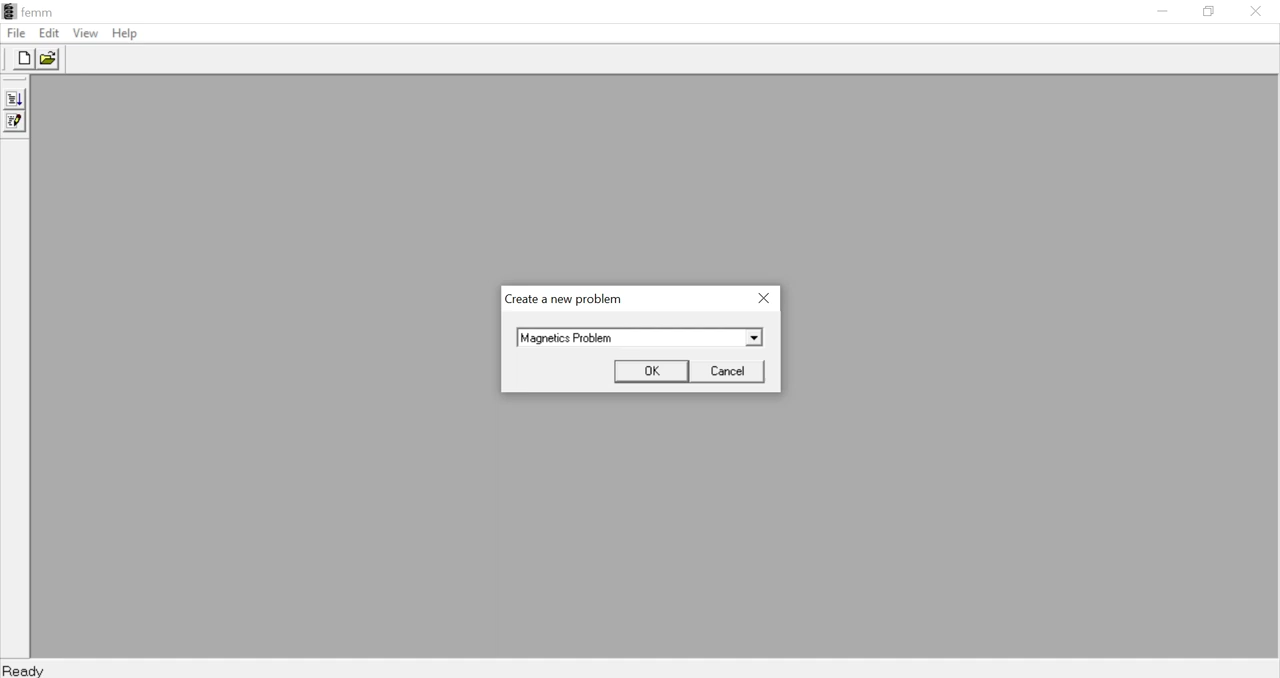 femm
File Edit View Help
Create a new problem
Magnetics Problem
OK Cancel
Ready